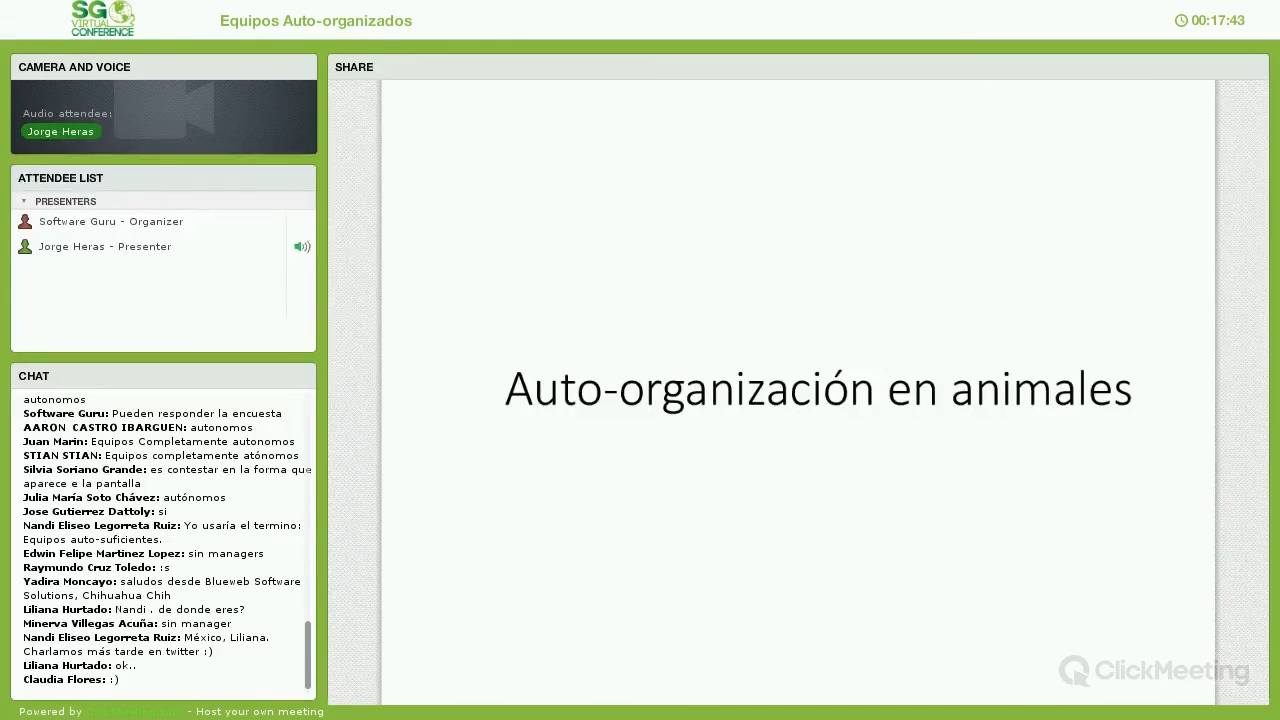 SG
VIRTUAL
CONFERENCE
Equipos Auto-organizados
00:17:43
CAMERA AND VOICE
Audio attendee:
Jorge Heras
ATTENDEE LIST
PRESENTERS
Software Guru - Organizer
Jorge Heras - Presenter
CHAT
autonomos
Software Guru: Pueden responder la encuesta
AARON CASTRO IBARGUEN: autonomos
Juan Marin: Equipos Completamente autonomos
STIAN STIAN: Equipos completamente atónomos
Silvia Soriano Grande: es contestar en la forma que
aparece e la pantalla
Julia María Soto Chávez: autónomos
Jose Gutierrez Dattoly: si
Nandi Eliseo Legorreta Ruiz: Yo usaría el termino:
Equipos auto-suficientes.
Edwin Felipe Martinez Lopez: sin managers
Raymundo Cruz Toledo: :s
Yadira Moncayo: saludos desde Blueweb Software
Solutions, Chihuahua Chih
Liliana Hurtado: Nandi . de donde eres?
Minerva Villegas Acuña: sin manager
Nandi Eliseo Legorreta Ruiz: México, Liliana.
Charlamos más tarde en twitter :)
Liliana Hurtado: ok..
Claudia Flores: :)
SHARE
Auto-organización en animales
ClickMeeting
Powered by ClickMeeting.com - Host your own meeting